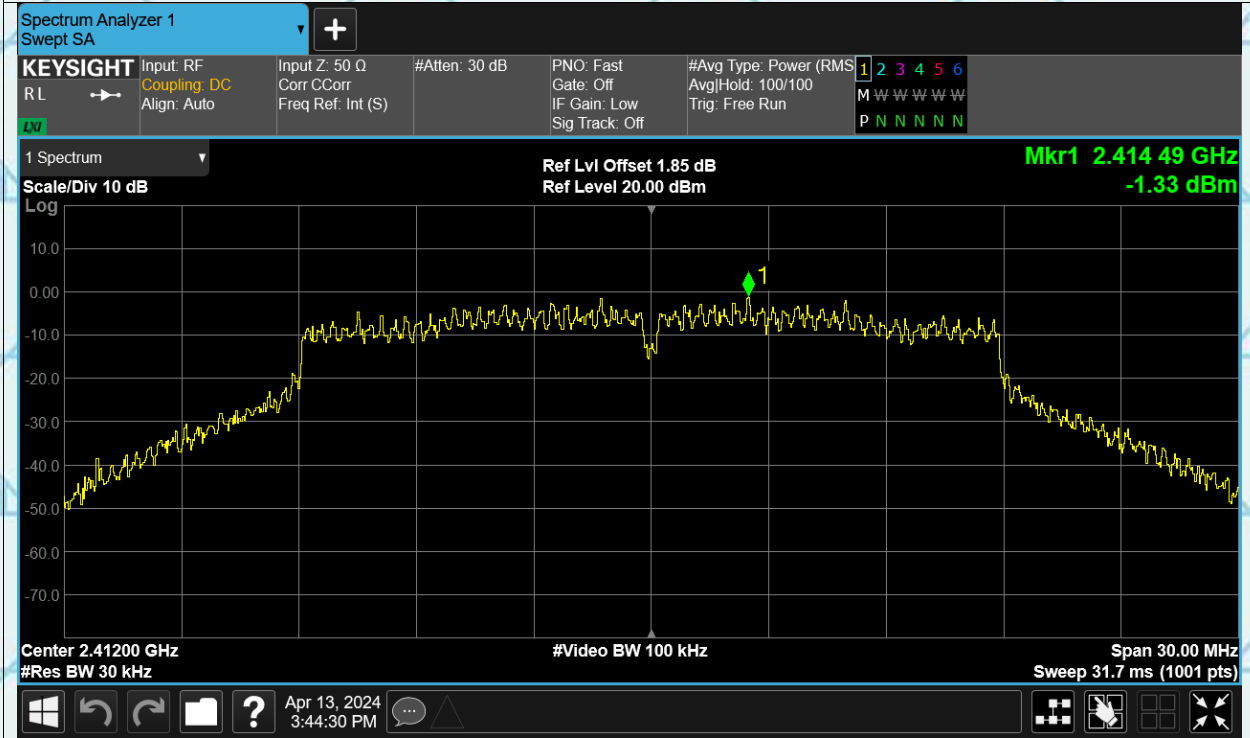 Spectrum Analyzer 1
Swept SA
KEYSIGHT
R L
LXI
Input: RF
Coupling: DC
Align: Auto
Input Z: 50 Ω
Corr CCorr
Freq Ref: Int (S)
#Atten: 30 dB
PNO: Fast
Gate: Off
IF Gain: Low
Sig Track: Off
#Avg Type: Power (RMS
Avg|Hold: 100/100
Trig: Free Run
1 2 3 4 5 6
M W W W W W
P N N N N N
1 Spectrum
Scale/Div 10 dB
Ref Lvl Offset 1.85 dB
Ref Level 20.00 dBm
Mkr1 2.414 49 GHz
-1.33 dBm
Log
10.0
0.00
-10.0
-20.0
-30.0
-40.0
-50.0
-60.0
-70.0
1
Center 2.41200 GHz
#Res BW 30 kHz
#Video BW 100 kHz
Span 30.00 MHz
Sweep 31.7 ms (1001 pts)
?
Apr 13, 2024
3:44:30 PM